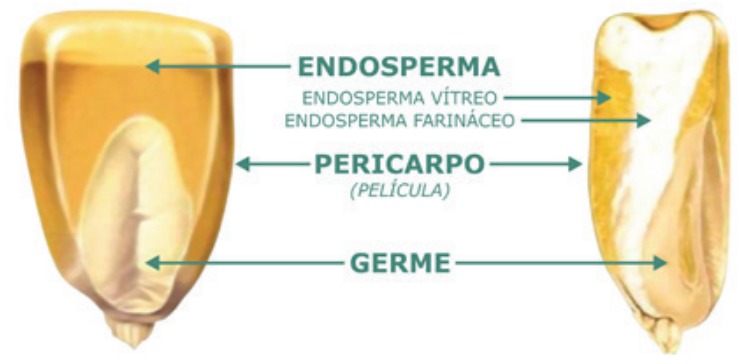 ENDOSPERMA
ENDOSPERMA VÍTREO
ENDOSPERMA FARINÁCEO
PERICARPO
(PELÍCULA)
GERME